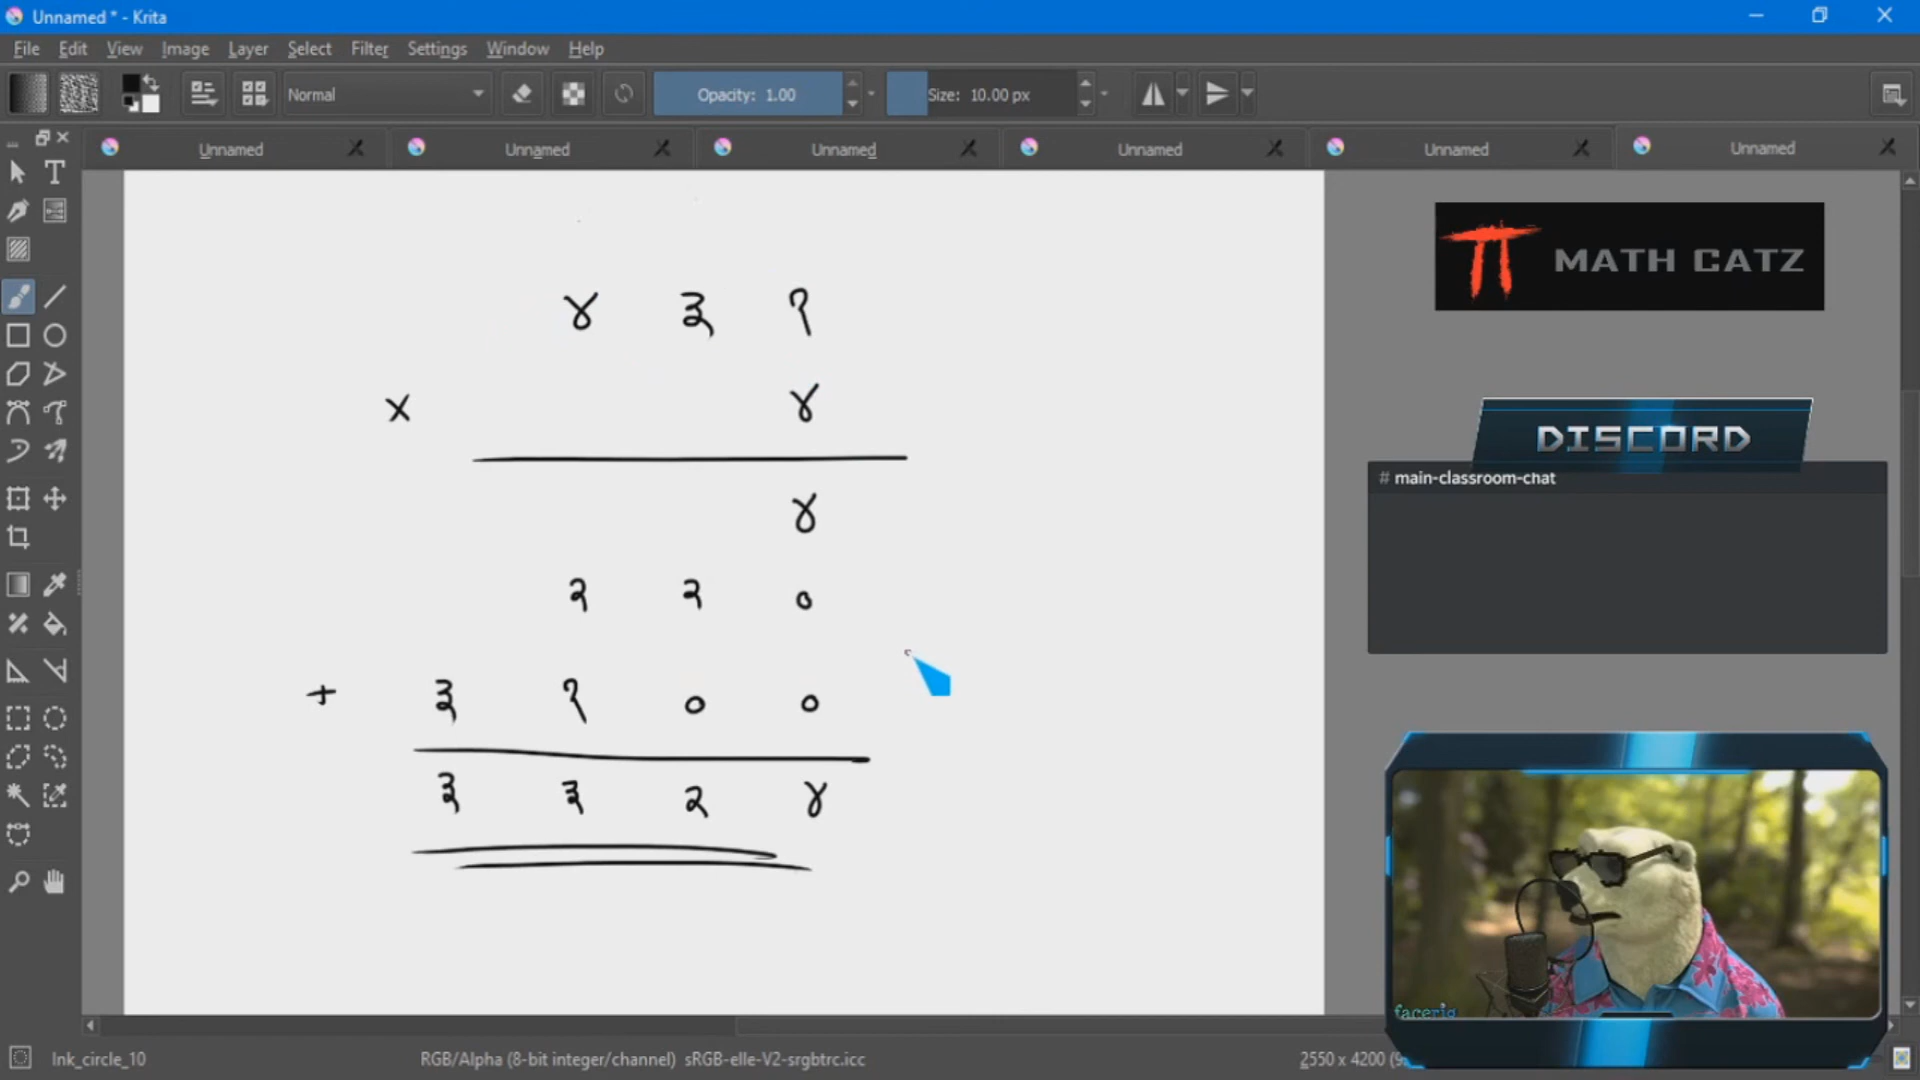 Unnamed * - Krita
File Edit View Image Layer Select Filter Settings Window Help
Normal Opacity: 1.00 Size: 10.00 px
Unnamed Unnamed Unnamed Unnamed Unnamed Unnamed
४ ३ १
x ४
४
२ २ ०
+ ३ १ ० ०
३ ३ २ ४
π MATH CATZ
DISCORD
# main-classroom-chat
facerig
Ink_circle_10 RGB/Alpha (8-bit integer/channel) sRGB-elle-V2-srgbtrc.icc 2550 x 4200